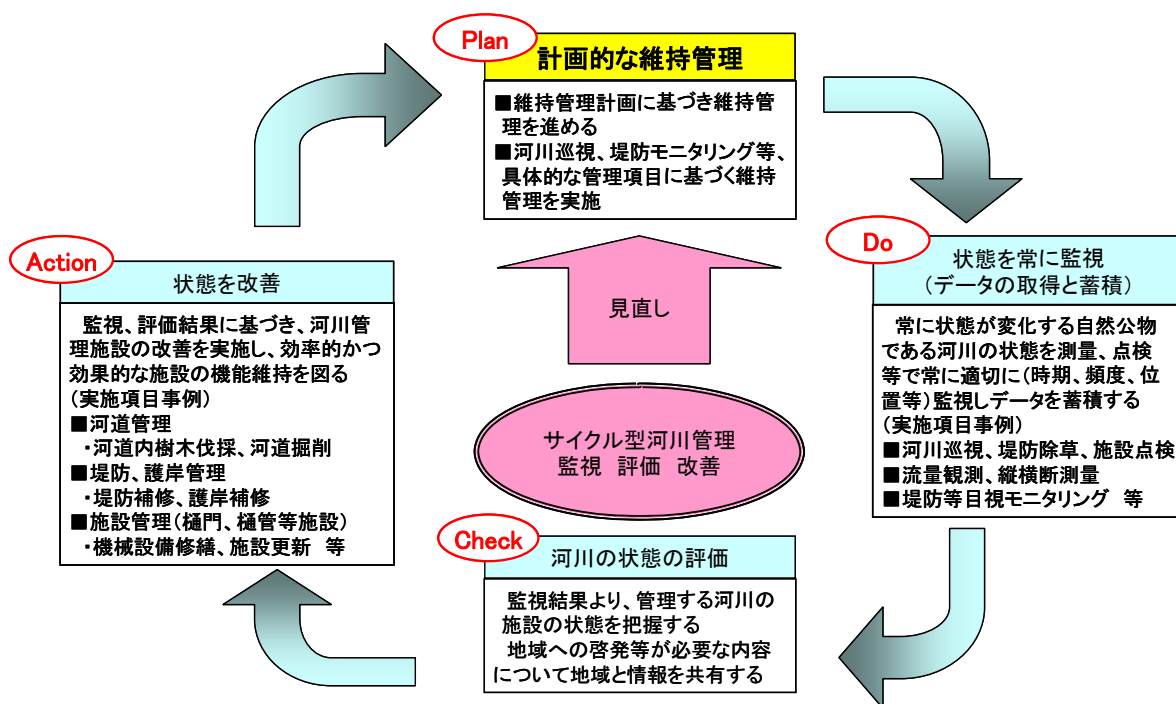 Plan
計画的な維持管理
■維持管理計画に基づき維持管
理を進める
■河川巡視、堤防モニタリング等、
具体的な管理項目に基づく維持
管理を実施
Do
状態を常に監視
(データの取得と蓄積)
常に状態が変化する自然公物
である河川の状態を測量、点検
等で常に適切に(時期、頻度、位
置等)監視しデータを蓄積する
(実施項目事例)
■河川巡視、堤防除草、施設点検
■流量観測、縦横断測量
■堤防等目視モニタリング 等
Check
河川の状態の評価
監視結果より、管理する河川の
施設の状態を把握する
地域への啓発等が必要な内容
について地域と情報を共有する
Action
状態を改善
監視、評価結果に基づき、河川管
理施設の改善を実施し、効率的かつ
効果的な施設の機能維持を図る
(実施項目事例)
■河道管理
・河道内樹木伐採、河道掘削
■堤防、護岸管理
・堤防補修、護岸補修
■施設管理(樋門、樋管等施設)
・機械設備修繕、施設更新 等
見直し
サイクル型河川管理
監視 評価 改善